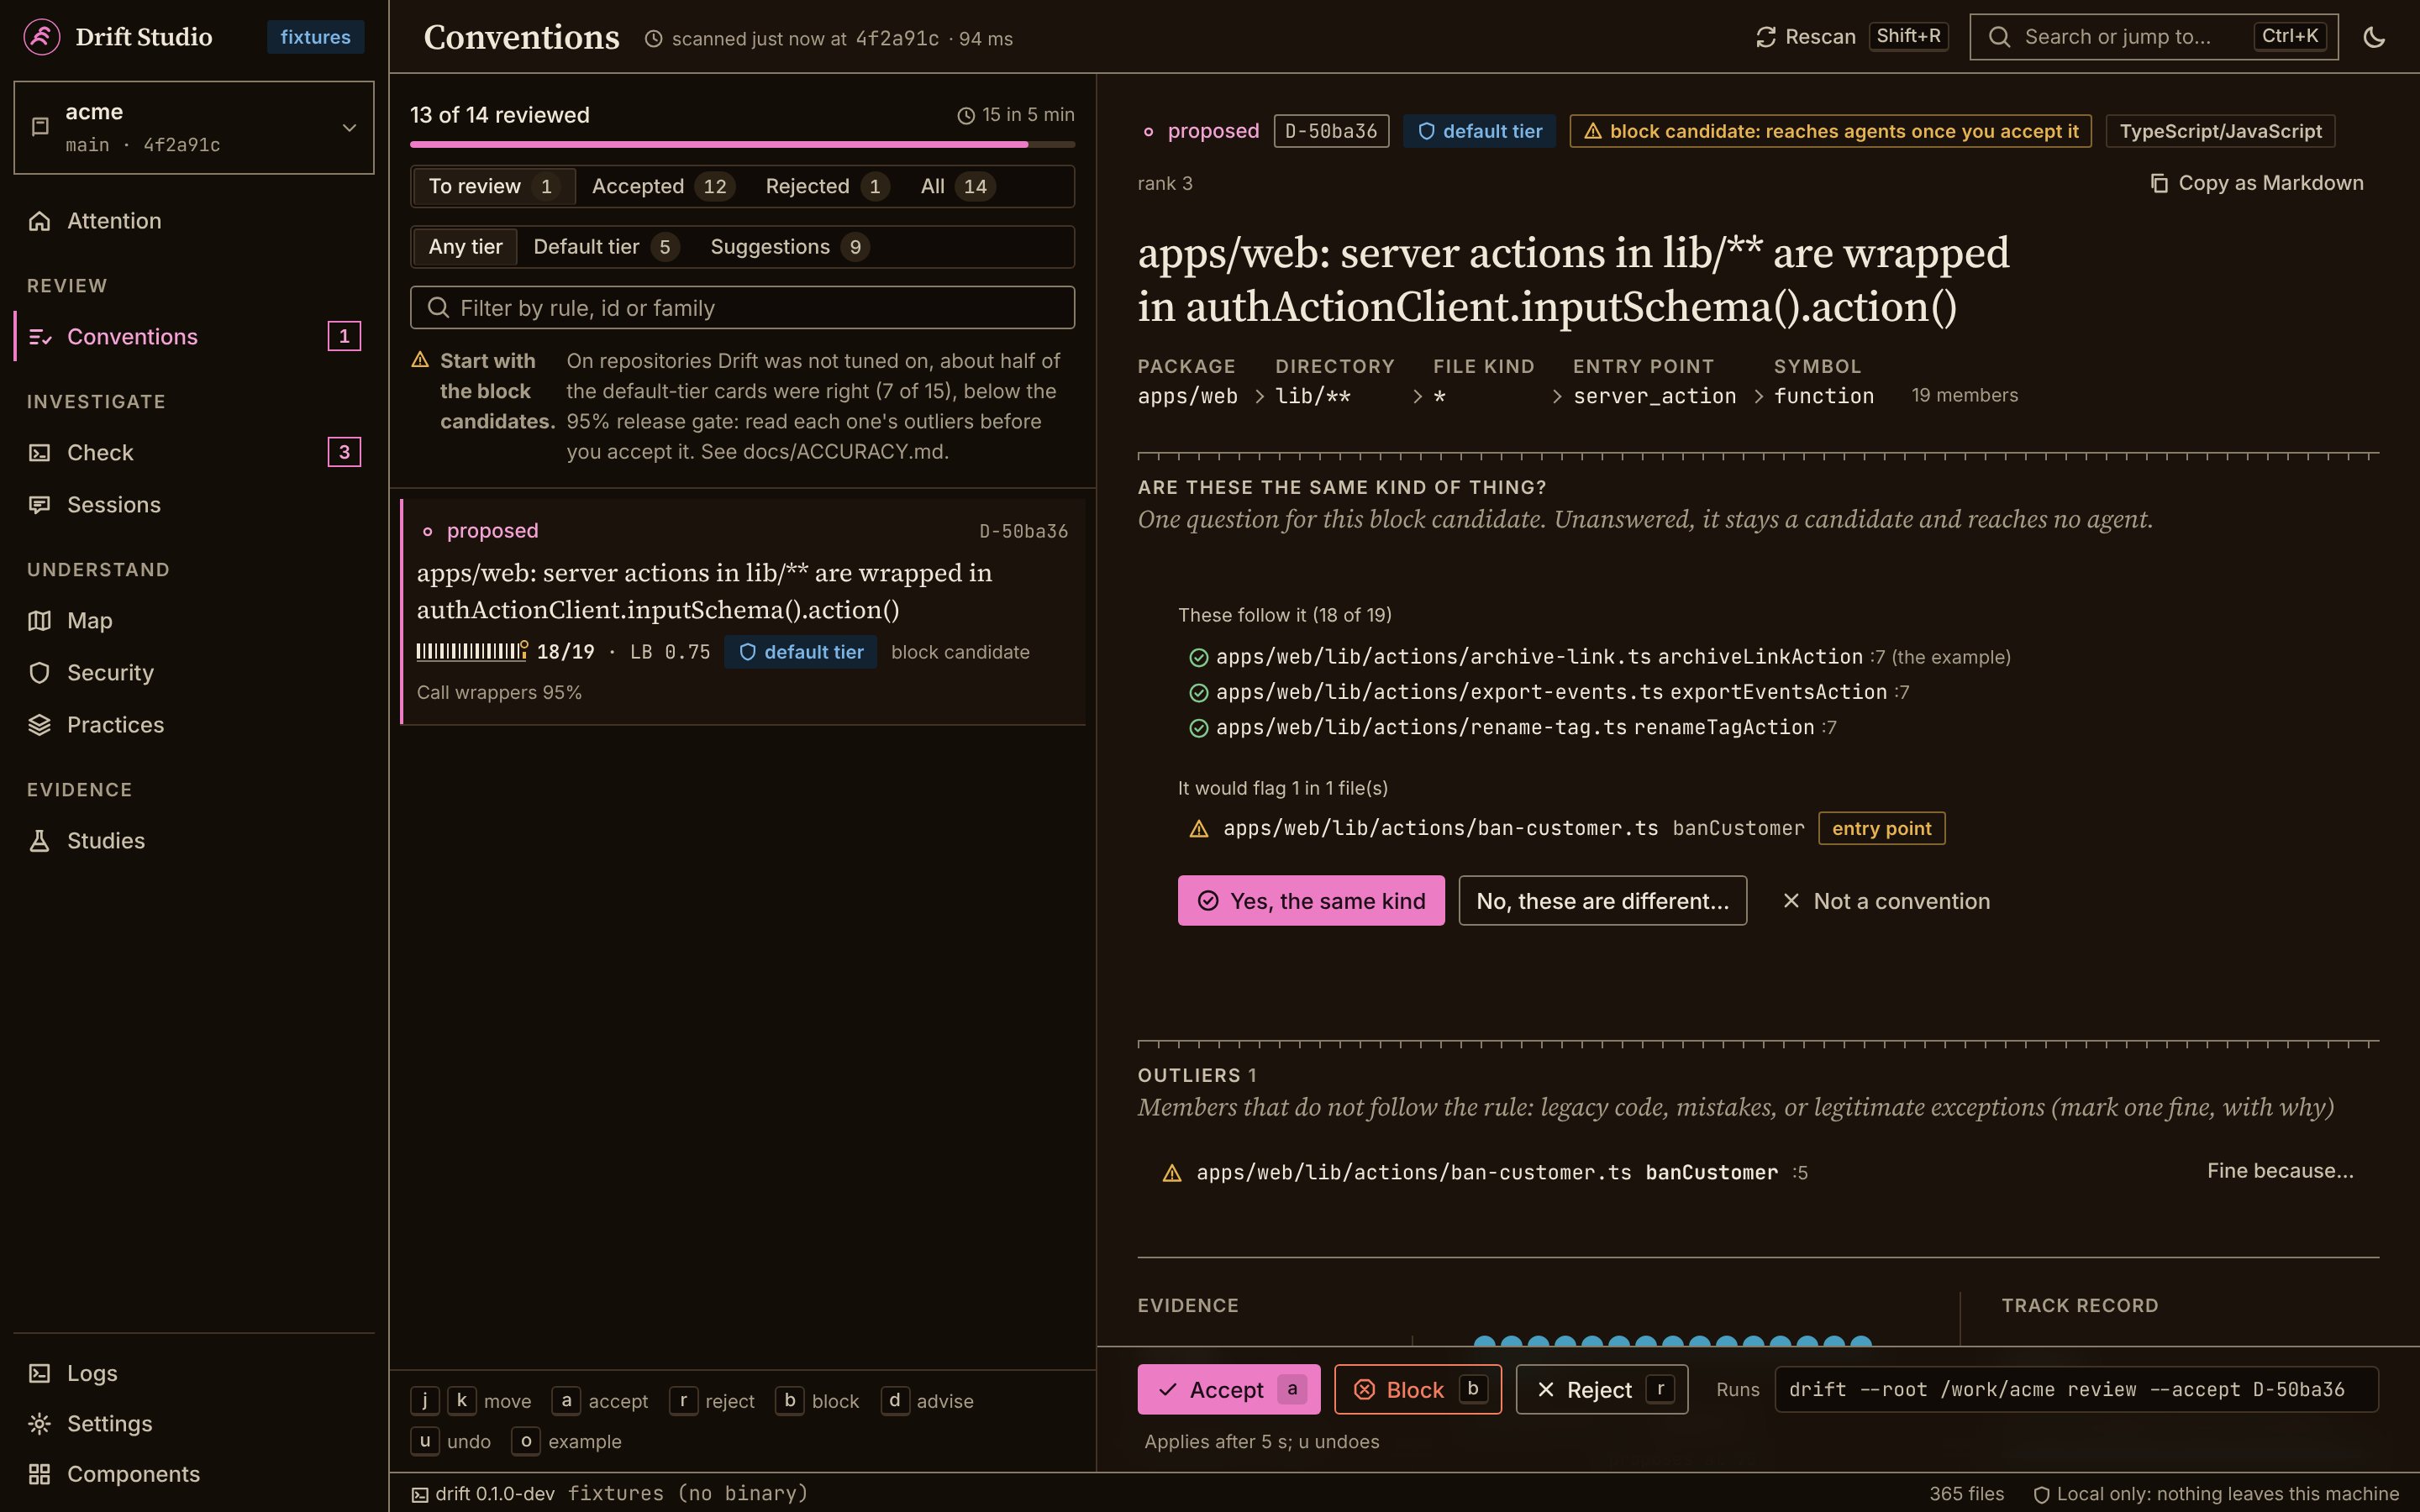 Drift Studio
fixtures
acme
main · 4f2a91c
Attention
REVIEW
Conventions 1
INVESTIGATE
Check 3
Sessions
UNDERSTAND
Map
Security
Practices
EVIDENCE
Studies
Logs
Settings
Components
Conventions
scanned just now at 4f2a91c · 94 ms
Rescan Shift+R
Search or jump to... Ctrl+K
13 of 14 reviewed
15 in 5 min
To review 1 Accepted 12 Rejected 1 All 14
Any tier Default tier 5 Suggestions 9
Filter by rule, id or family
Start with
the block
candidates.
On repositories Drift was not tuned on, about half of
the default-tier cards were right (7 of 15), below the
95% release gate: read each one's outliers before
you accept it. See docs/ACCURACY.md.
proposed D-50ba36
apps/web: server actions in lib/** are wrapped in
authActionClient.inputSchema().action()
18/19 · LB 0.75 default tier block candidate
Call wrappers 95%
j k move a accept r reject b block d advise
u undo o example
proposed D-50ba36 default tier block candidate: reaches agents once you accept it TypeScript/JavaScript
rank 3
Copy as Markdown
apps/web: server actions in lib/** are wrapped
in authActionClient.inputSchema().action()
PACKAGE DIRECTORY FILE KIND ENTRY POINT SYMBOL
apps/web lib/** * server_action function 19 members
ARE THESE THE SAME KIND OF THING?
One question for this block candidate. Unanswered, it stays a candidate and reaches no agent.
These follow it (18 of 19)
apps/web/lib/actions/archive-link.ts archiveLinkAction :7 (the example)
apps/web/lib/actions/export-events.ts exportEventsAction :7
apps/web/lib/actions/rename-tag.ts renameTagAction :7
It would flag 1 in 1 file(s)
apps/web/lib/actions/ban-customer.ts banCustomer entry point
Yes, the same kind No, these are different... Not a convention
OUTLIERS 1
Members that do not follow the rule: legacy code, mistakes, or legitimate exceptions (mark one fine, with why)
apps/web/lib/actions/ban-customer.ts banCustomer :5
Fine because...
EVIDENCE
TRACK RECORD
Accept a Block b Reject r Runs drift --root /work/acme review --accept D-50ba36
Applies after 5 s; u undoes
drift 0.1.0-dev fixtures (no binary)
365 files
Local only: nothing leaves this machine